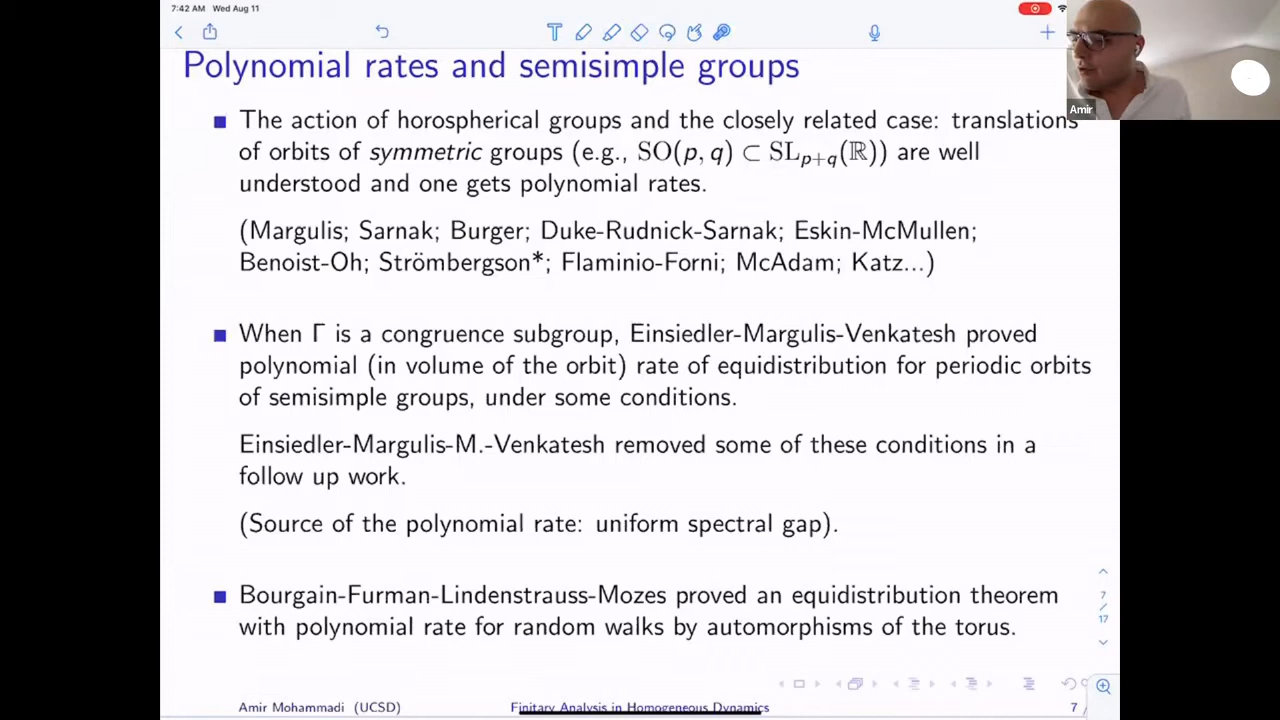 7:42 AM Wed Aug 11
Amir
Polynomial rates and semisimple groups
The action of horospherical groups and the closely related case: translations
of orbits of symmetric groups (e.g., SO(p, q) ⊂ SLₚ₊q(ℝ)) are well
understood and one gets polynomial rates.
(Margulis; Sarnak; Burger; Duke-Rudnick-Sarnak; Eskin-McMullen;
Benoist-Oh; Strömbergson*; Flaminio-Forni; McAdam; Katz...)
When Γ is a congruence subgroup, Einsiedler-Margulis-Venkatesh proved
polynomial (in volume of the orbit) rate of equidistribution for periodic orbits
of semisimple groups, under some conditions.
Einsiedler-Margulis-M.-Venkatesh removed some of these conditions in a
follow up work.
(Source of the polynomial rate: uniform spectral gap).
Bourgain-Furman-Lindenstrauss-Mozes proved an equidistribution theorem
with polynomial rate for random walks by automorphisms of the torus.
7
/
17
Amir Mohammadi (UCSD) Finitary Analysis in Homogeneous Dynamics 7 /